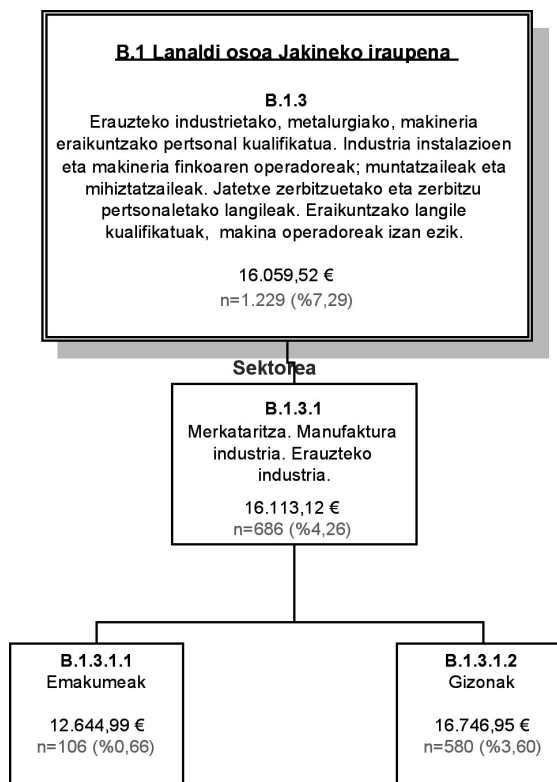 B.1 Lanaldi osoa Jakineko iraupena
B.1.3
Erauzteko industrietako, metalurgiako, makineria
eraikuntzako pertsonal kualifikatua. Industria instalazioen
eta makineria finkoaren operadoreak; muntatzaileak eta
mihiztatzaileak. Jatetxe zerbitzuetako eta zerbitzu
pertsonaletako langileak. Eraikuntzako langile
kualifikatuak, makina operadoreak izan ezik.
16.059,52 €
n=1.229 (%7,29)
Sektorea
B.1.3.1
Merkataritza. Manufaktura
industria. Erauzteko
industria.
16.113,12 €
n=686 (%4,26)
B.1.3.1.1
Emakumeak
12.644,99 €
n=106 (%0,66)
B.1.3.1.2
Gizonak
16.746,95 €
n=580 (%3,60)